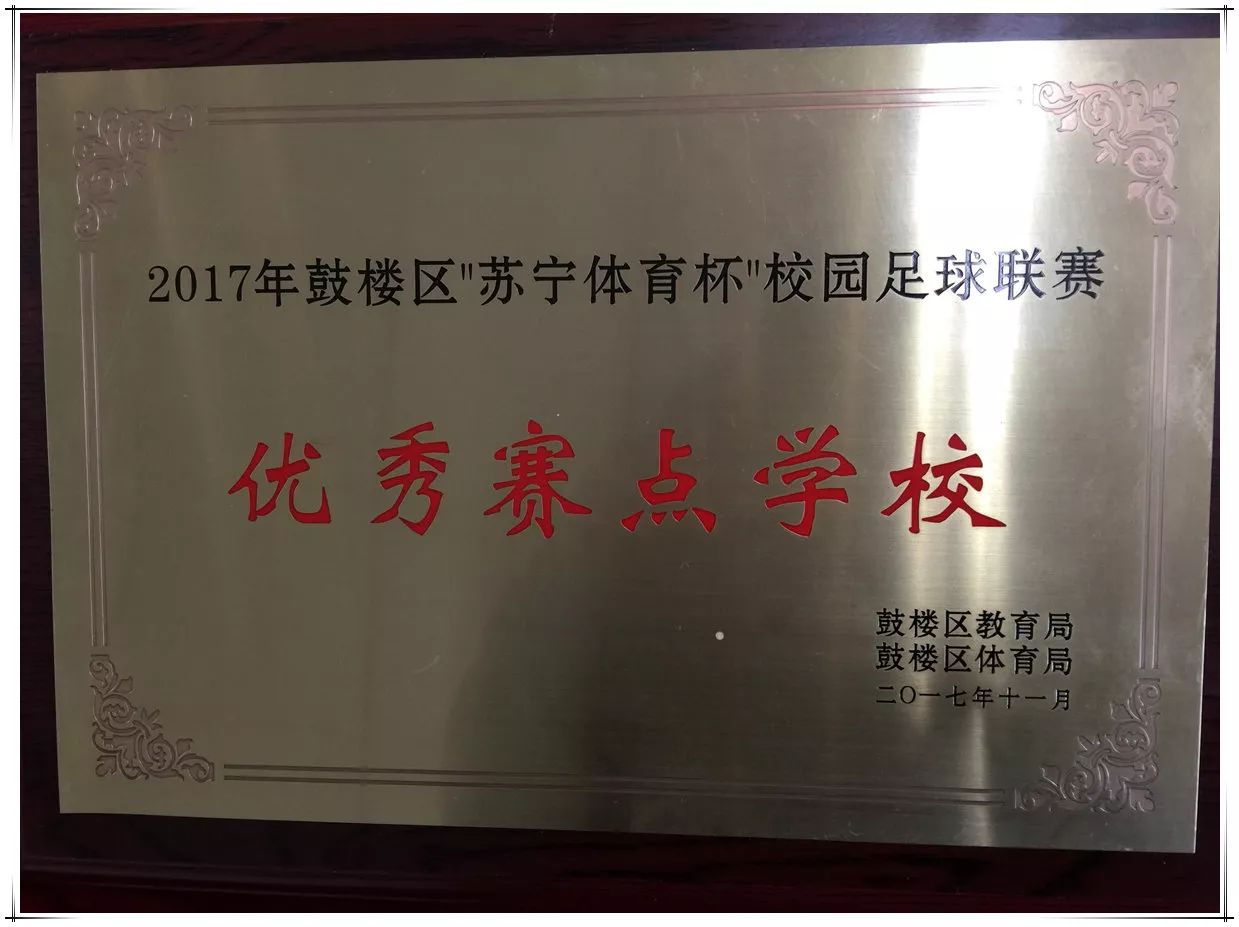 2017年鼓楼区"苏宁体育杯"校园足球联赛
优秀赛点学校
鼓楼区教育局
鼓楼区体育局
二〇一七年十一月